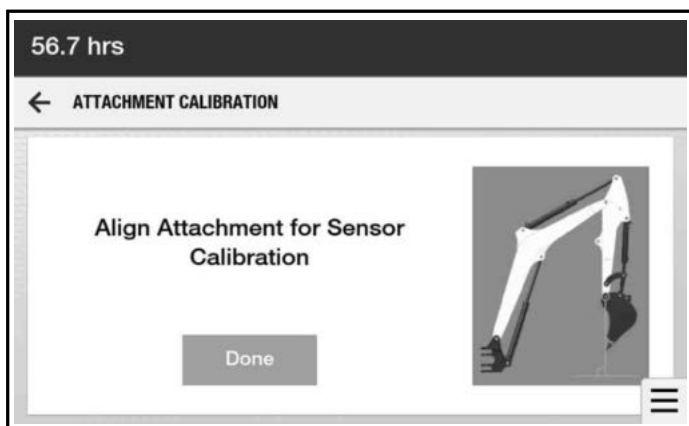 56.7 hrs
ATTACHMENT CALIBRATION
Align Attachment for Sensor
Calibration
Done